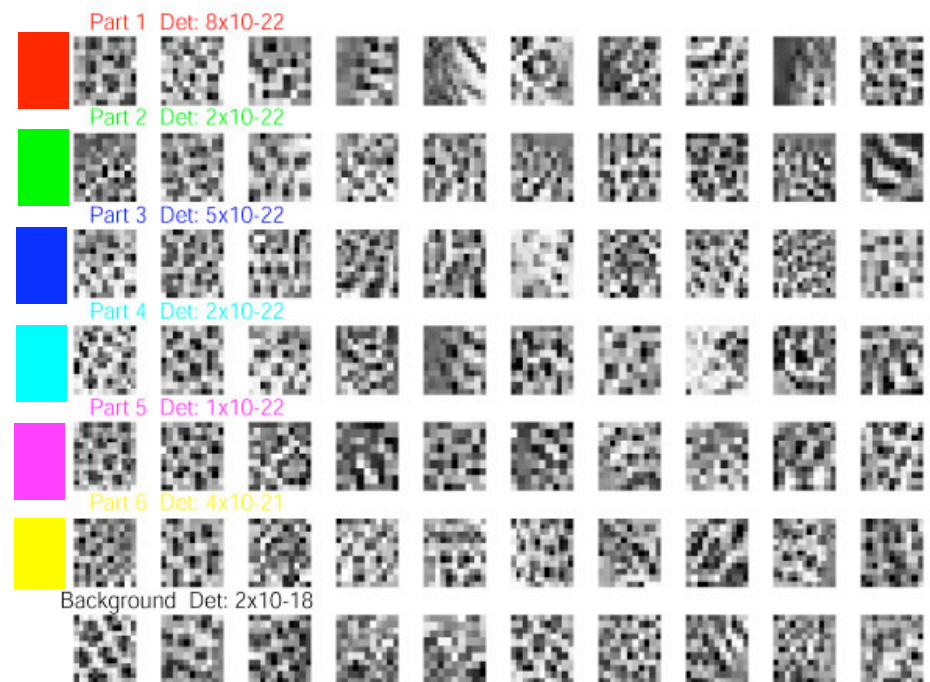 Part 1 Det: 8x10-22
Part 2 Det: 2x10-22
Part 3 Det: 5x10-22
Part 4 Det: 2x10-22
Part 5 Det: 1x10-22
Part 6 Det: 4x10-21
Background Det: 2x10-18